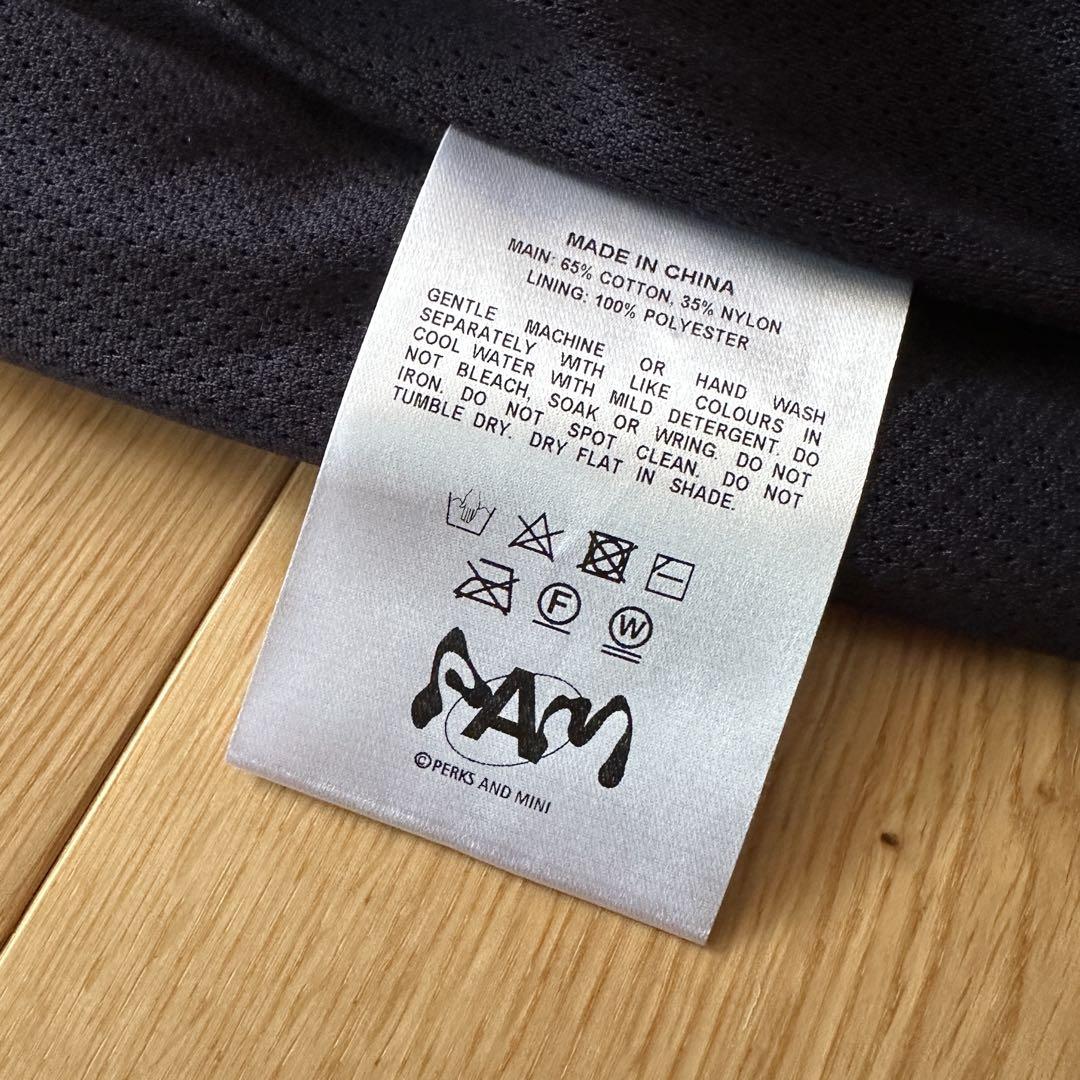 MADE IN CHINA
MAIN: 65% COTTON, 35% NYLON
LINING: 100% POLYESTER
GENTLE MACHINE OR HAND WASH
SEPARATELY WITH LIKE COLOURS IN
COOL WATER WITH MILD DETERGENT. DO
NOT BLEACH, SOAK OR WRING. DO NOT
IRON. DO NOT SPOT CLEAN. DO NOT
TUMBLE DRY. DRY FLAT IN SHADE.
F W
PAM
©PERKS AND MINI